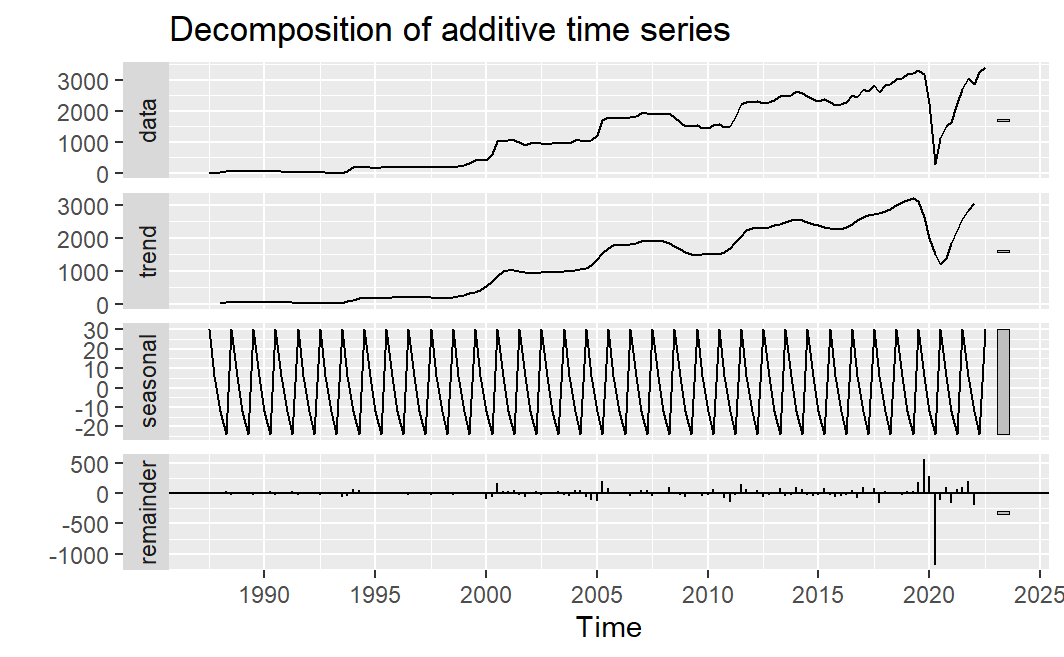 Decomposition of additive time series
data
3000
2000
1000
0
trend
3000
2000
1000
0
seasonal
30
20
10
0
-10
-20
remainder
500
0
-500
-1000
1990 1995 2000 2005 2010 2015 2020 2025
Time